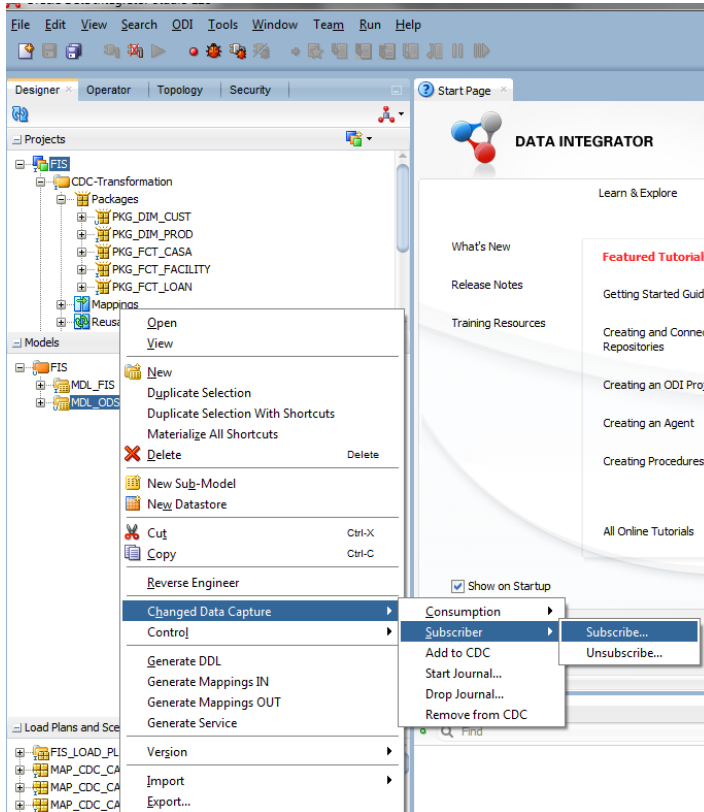 File Edit View Search ODI Tools Window Team Run Help
Designer Operator Topology Security
Start Page
Projects
FIS
CDC-Transformation
Packages
PKG_DIM_CUST
PKG_DIM_PROD
PKG_FCT_CASA
PKG_FCT_FACILITY
PKG_FCT_LOAN
Mappings
Reusa
Models
FIS
MDL_FIS
MDL_ODS
Load Plans and Sce
FIS_LOAD_PL
MAP_CDC_CA
MAP_CDC_CA
MAP_CDC_CA
Open
View
New
Duplicate Selection
Duplicate Selection With Shortcuts
Materialize All Shortcuts
Delete Delete
New Sub-Model
New Datastore
Cut Ctrl-X
Copy Ctrl-C
Reverse Engineer
Changed Data Capture
Control
Generate DDL
Generate Mappings IN
Generate Mappings OUT
Generate Service
Version
Import
Export...
Consumption
Subscriber
Add to CDC
Start Journal...
Drop Journal...
Remove from CDC
Subscribe...
Unsubscribe...
DATA INTEGRATOR
Learn & Explore
What's New
Release Notes
Training Resources
Featured Tutorial
Getting Started Guid
Creating and Connec
Repositories
Creating an ODI Proj
Creating an Agent
Creating Procedures
All Online Tutorials
Show on Startup
Find